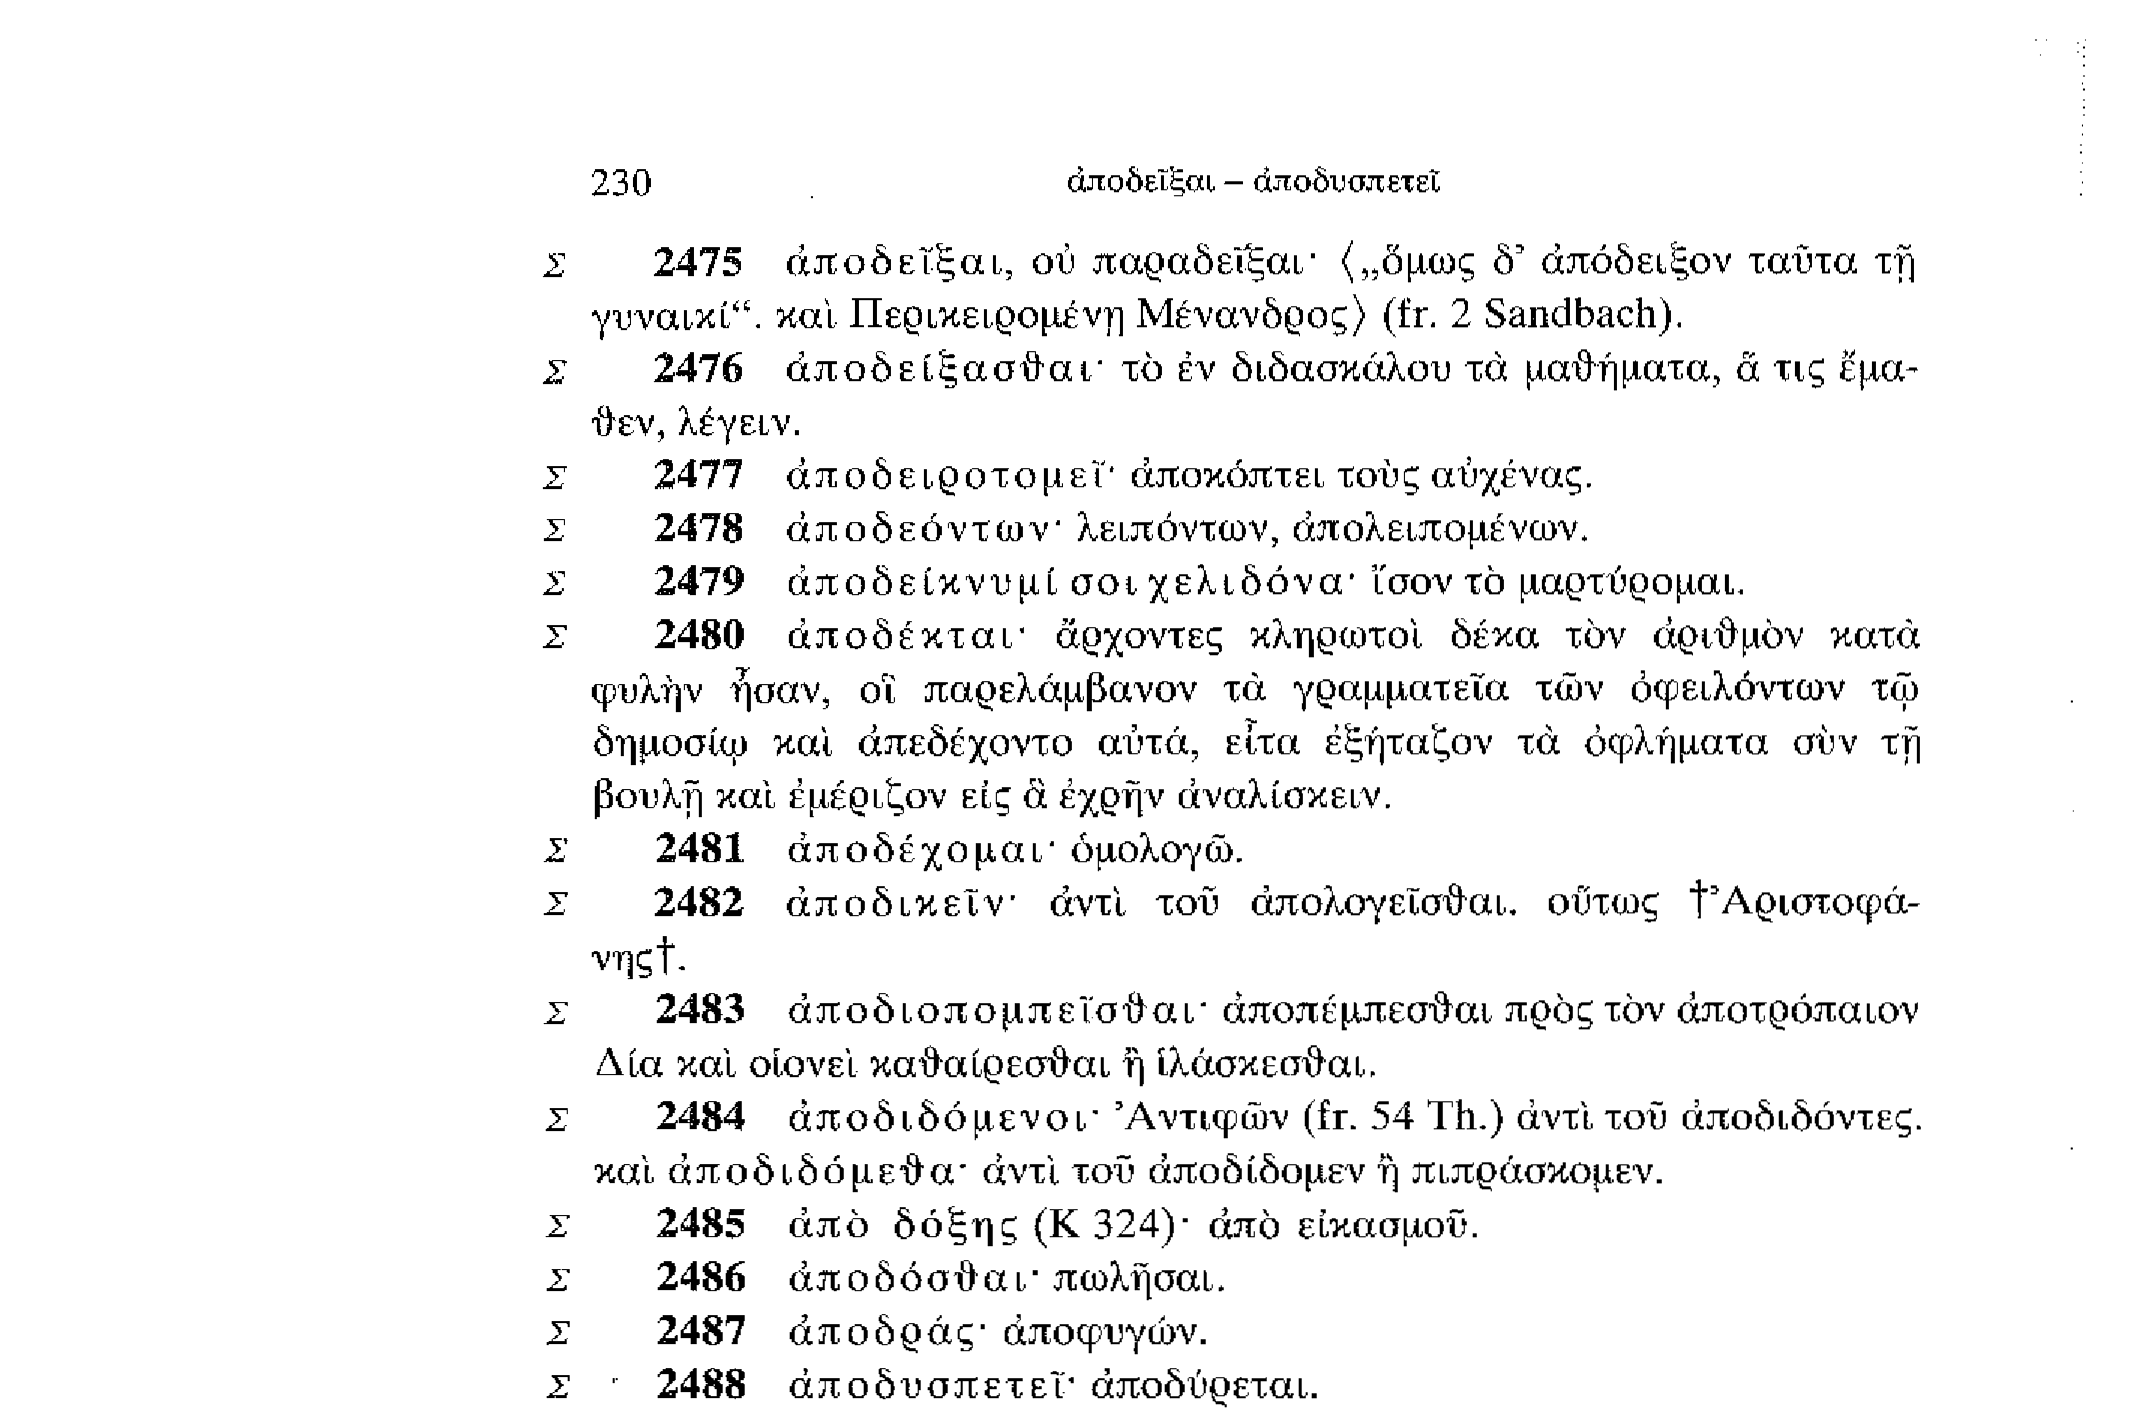 230 ἀποδεῖξαι – ἀποδυσπετεῖ
Σ 2475 ἀποδεῖξαι, οὐ παραδεῖξαι· ⟨„ὅμως δ’ ἀπόδειξον ταῦτα τῇ
γυναικί“. καὶ Περικειρομένῃ Μένανδρος⟩ (fr. 2 Sandbach).
Σ 2476 ἀποδείξασθαι· τὸ ἐν διδασκάλου τὰ μαθήματα, ἅ τις ἔμα-
θεν, λέγειν.
Σ 2477 ἀποδειροτομεῖ· ἀποκόπτει τοὺς αὐχένας.
Σ 2478 ἀποδεόντων· λειπόντων, ἀπολειπομένων.
Σ 2479 ἀποδείκνυμί σοι χελιδόνα· ἴσον τὸ μαρτύρομαι.
Σ 2480 ἀποδέκται· ἄρχοντες κληρωτοὶ δέκα τὸν ἀριθμὸν κατὰ
φυλὴν ἦσαν, οἳ παρελάμβανον τὰ γραμματεῖα τῶν ὀφειλόντων τῷ
δημοσίῳ καὶ ἀπεδέχοντο αὐτά, εἶτα ἐξήταζον τὰ ὀφλήματα σὺν τῇ
βουλῇ καὶ ἐμέριζον εἰς ἃ ἐχρῆν ἀναλίσκειν.
Σ 2481 ἀποδέχομαι· ὁμολογῶ.
Σ 2482 ἀποδικεῖν· ἀντὶ τοῦ ἀπολογεῖσθαι. οὕτως †Ἀριστοφά-
νης†.
Σ 2483 ἀποδιοπομπεῖσθαι· ἀποπέμπεσθαι πρὸς τὸν ἀποτρόπαιον
Δία καὶ οἱονεὶ καθαίρεσθαι ἢ ἱλάσκεσθαι.
Σ 2484 ἀποδιδόμενοι· Ἀντιφῶν (fr. 54 Th.) ἀντὶ τοῦ ἀποδιδόντες.
καὶ ἀποδιδόμεθα· ἀντὶ τοῦ ἀποδίδομεν ἢ πιπράσκομεν.
Σ 2485 ἀπὸ δόξης (Κ 324)· ἀπὸ εἰκασμοῦ.
Σ 2486 ἀποδόσθαι· πωλῆσαι.
Σ 2487 ἀποδράς· ἀποφυγών.
Σ 2488 ἀποδυσπετεῖ· ἀποδύρεται.